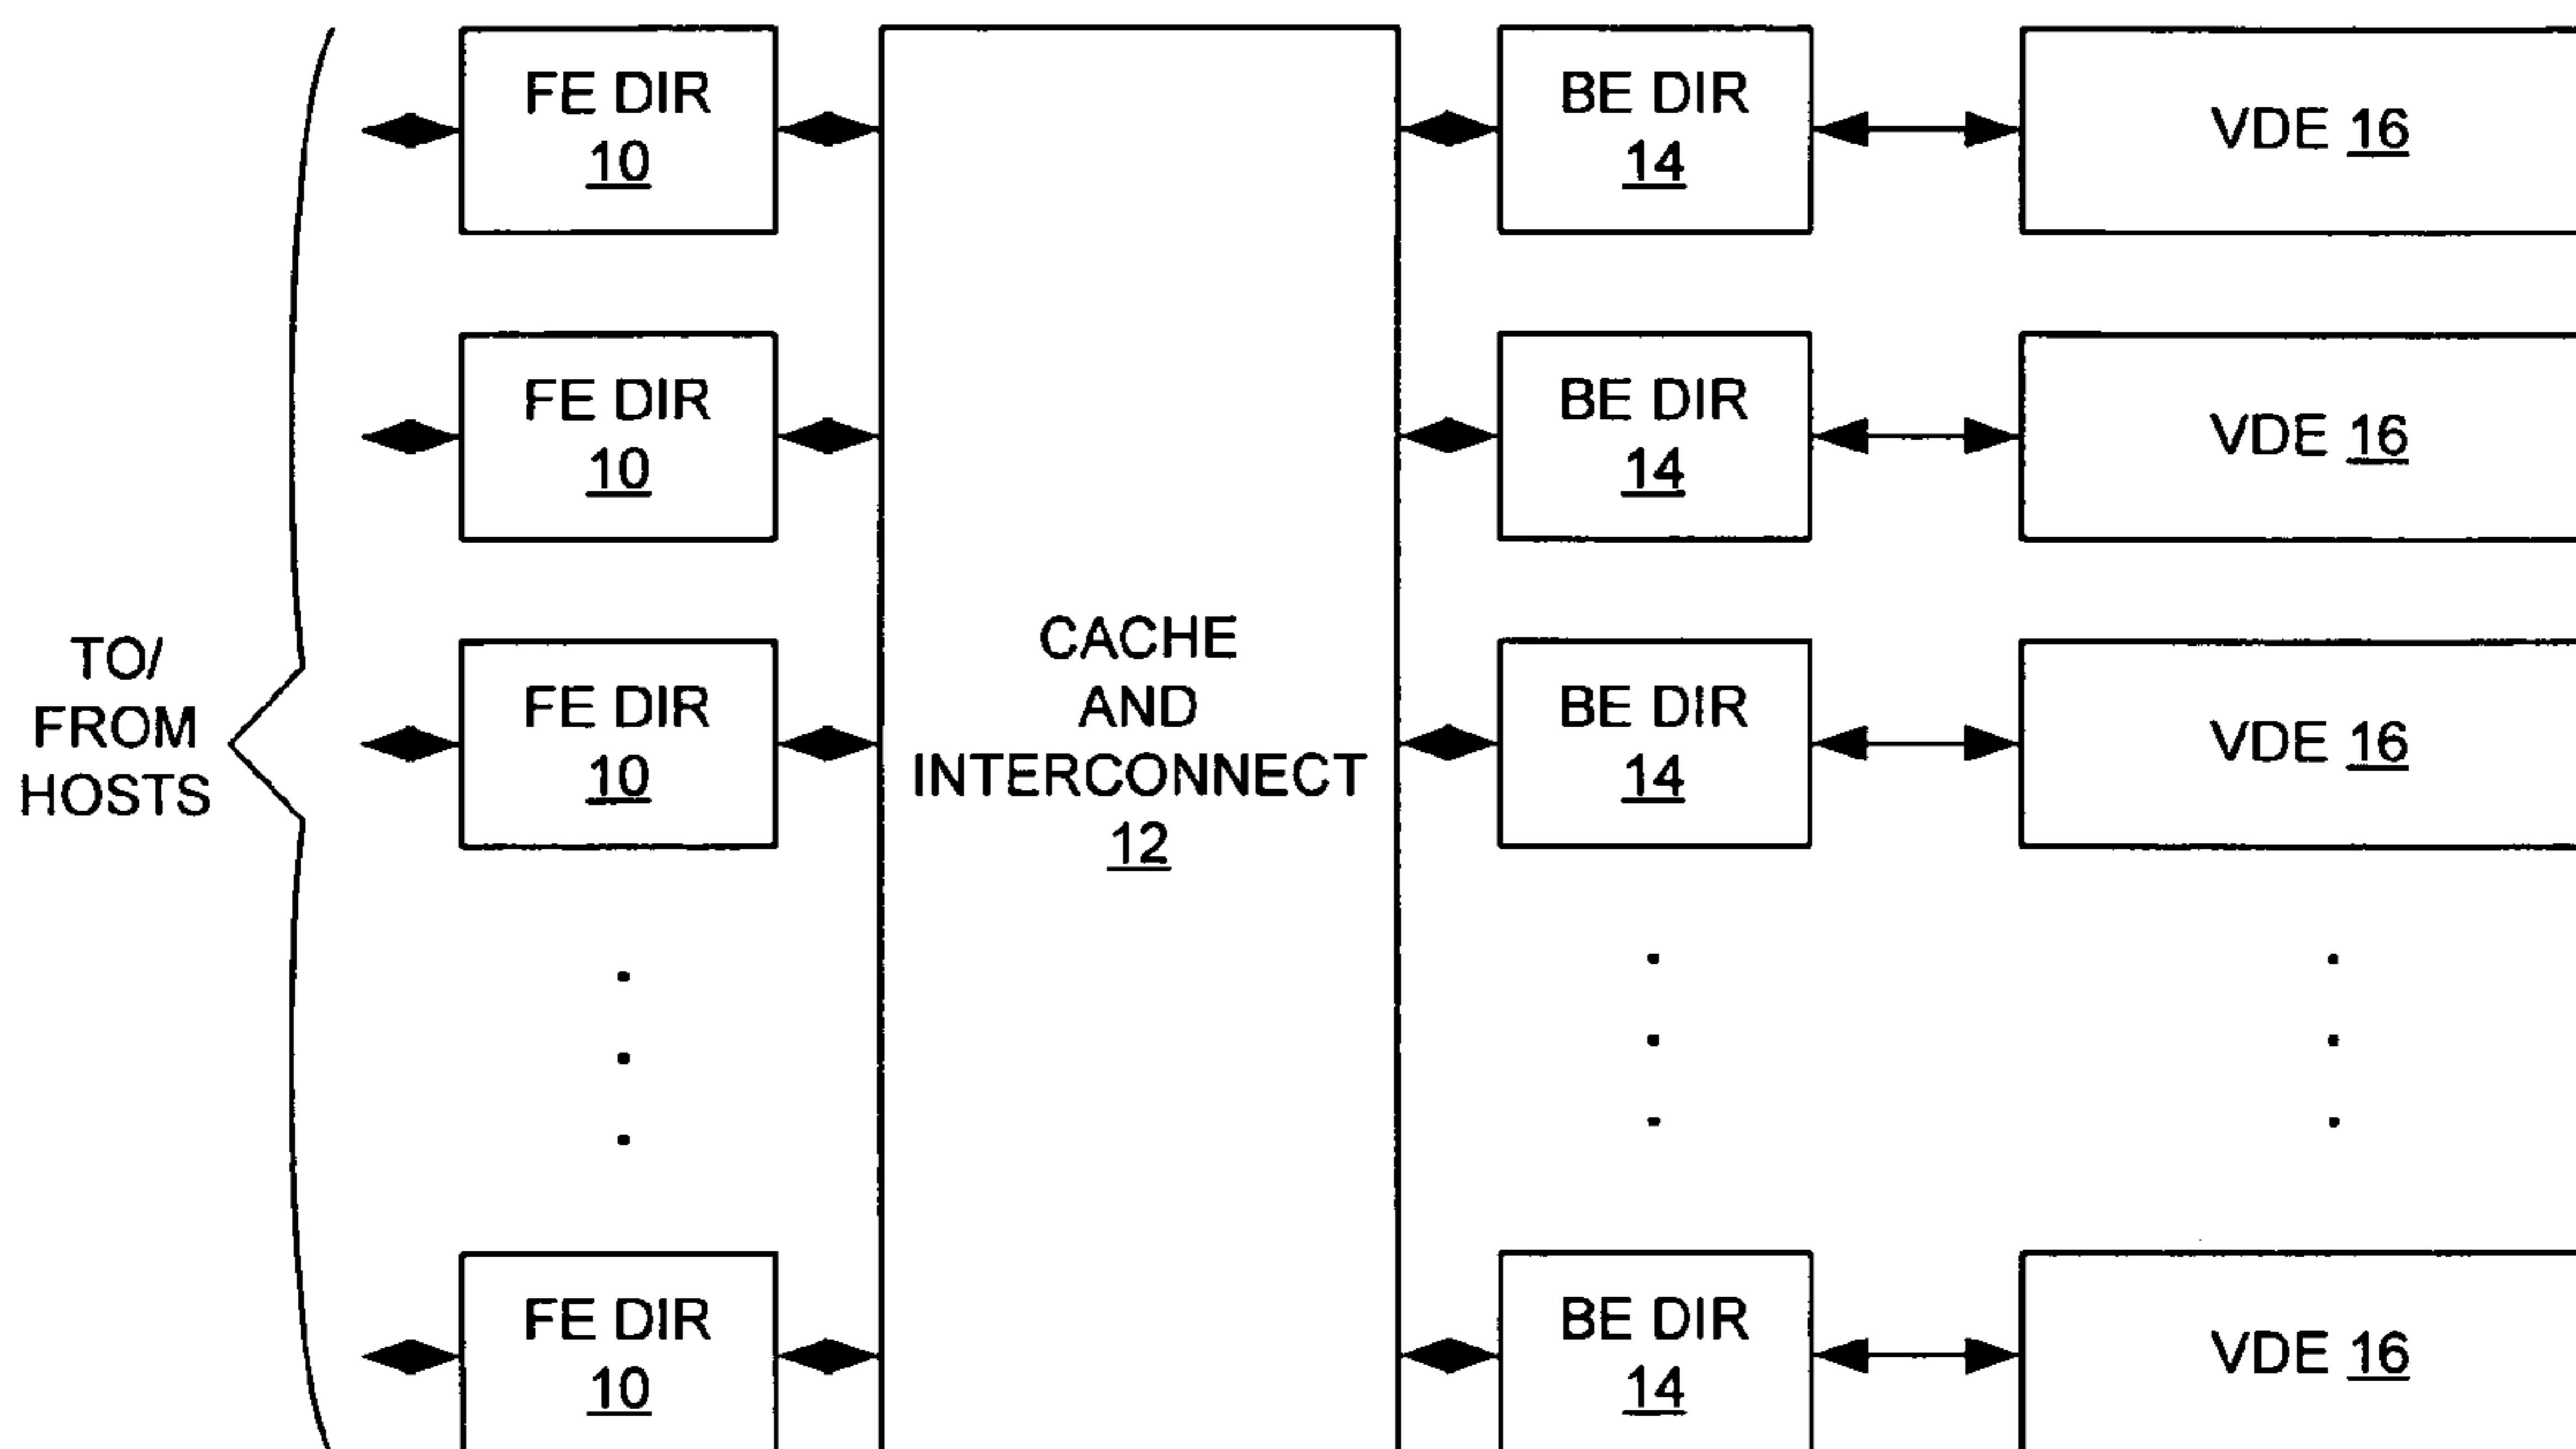 FE DIR
10
BE DIR
14
VDE 16
FE DIR
10
BE DIR
14
VDE 16
TO/
FROM
HOSTS
FE DIR
10
CACHE
AND
INTERCONNECT
12
BE DIR
14
VDE 16
FE DIR
10
BE DIR
14
VDE 16